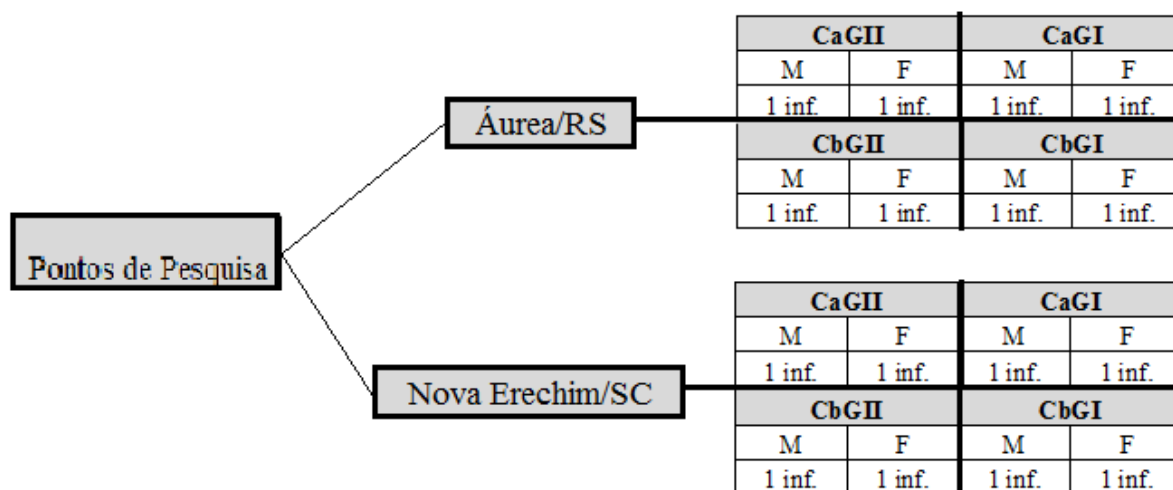 CaGII CaGI
M F M F
1 inf. 1 inf. 1 inf. 1 inf.
Áurea/RS
CbGII CbGI
M F M F
1 inf. 1 inf. 1 inf. 1 inf.
Pontos de Pesquisa
CaGII CaGI
M F M F
1 inf. 1 inf. 1 inf. 1 inf.
Nova Erechim/SC
CbGII CbGI
M F M F
1 inf. 1 inf. 1 inf. 1 inf.